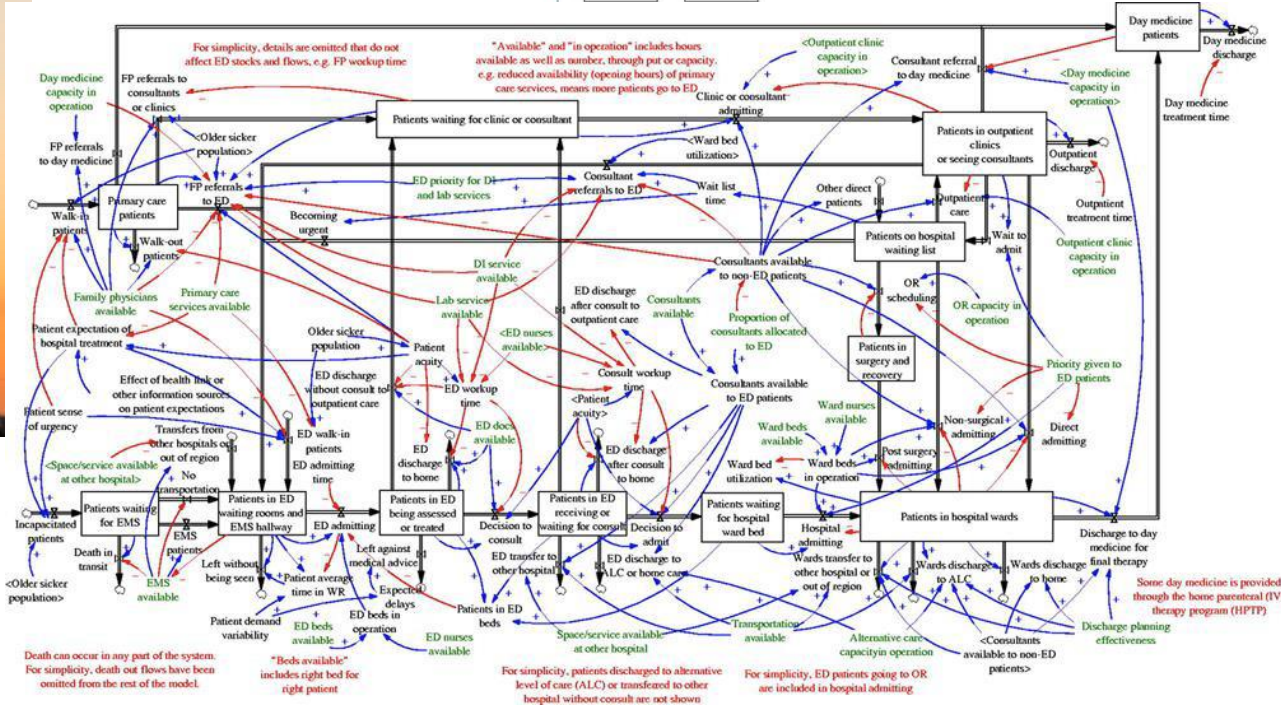 Day medicine
patients
Day medicine
discharge
Day medicine
treatment time
For simplicity, details are omitted that do not
affect ED stocks and flows, e.g. FP workup time
"Available" and "in operation" includes hours
available as well as number, through put or capacity.
e.g. reduced availability (opening hours) of primary
care services, means more patients go to ED
<Outpatient clinic
capacity in
operation>
Consultant referral
to day medicine
<Day medicine
capacity in
operation>
Day medicine
capacity in
operation
FP referrals to
consultants
or clinics
Clinic or consultant
admitting
Patients waiting for clinic or consultant
Patients in outpatient
clinics
or seeing consultants
Outpatient discharge
<Older sicker
population>
<Ward bed
utilization>
FP referrals
to day medicine
FP referrals
to ED
ED priority for DI
and lab services
Consultant
referrals to ED
Wait list
time
Other direct
patients
Outpatient
care
Outpatient
treatment time
Walk-in
patients
Primary care
patients
Becoming
urgent
Patients on hospital
waiting list
Wait to
admit
Walk-out
patients
Outpatient clinic
capacity in
operation
DI service
available
Consultants available
to non-ED patients
Family physicians
available
Primary care
services available
Lab service
available
ED discharge
after consult to
outpatient care
Consultants
available
OR
scheduling
OR capacity in
operation
Patient expectation of
hospital treatment
Older sicker
population
Patient
acuity
<ED nurses
available>
Proportion of
consultants allocated
to ED
Patients in
surgery and
recovery
Effect of health link or
other information sources
on patient expectations
ED discharge
without consult to
outpatient care
ED workup
time
Consult workup
time
Consultants available
to ED patients
Priority given to
ED patients
Patient sense
of urgency
Transfers from
other hospitals or
out of region
ED walk-in
patients
ED docs
available
<Patient
acuity>
Ward beds
available
Ward nurses
available
Non-surgical
admitting
Direct
admitting
<Space/service available
at other hospital>
ED admitting
time
ED
discharge
to home
ED discharge
after consult
to home
Ward bed
utilization
Ward beds
in operation
Post surgery
admitting
No
transportation
Patients waiting
for EMS
Patients in ED
waiting rooms and
EMS hallway
Patients in ED
being assessed
or treated
Patients in ED
receiving or
waiting for consult
Patients waiting
for hospital
ward bed
Patients in hospital wards
Incapacitated
patients
EMS
patients
ED admitting
Decision to
consult
Decision to
admit
Hospital
admitting
Discharge to day
medicine for
final therapy
Death in
transit
Left without
being seen
Patient average
time in WR
Left against
medical advice
ED transfer to
other hospital
ED discharge to
ALC or home care
Wards transfer to
other hospital or
out of region
Wards discharge
to ALC
Wards discharge
to home
<Older sicker
population>
EMS
available
Expected
delays
Patients in ED
beds
Some day medicine is provided
through the home parenteral (IV
therapy program (HPTP)
Patient demand
variability
ED beds
available
ED beds in
operation
ED nurses
available
Space/service available
at other hospital
Transportation
available
Alternative care
capacityin operation
<Consultants
available to non-ED
patients>
Discharge planning
effectiveness
Death can occur in any part of the system.
For simplicity, death out flows have been
omitted from the rest of the model.
"Beds available"
includes right bed for
right patient
For simplicity, patients discharged to alternative
level of care (ALC) or transferred to other
hospital without consult are not shown
For simplicity, ED patients going to OR
are included in hospital admitting